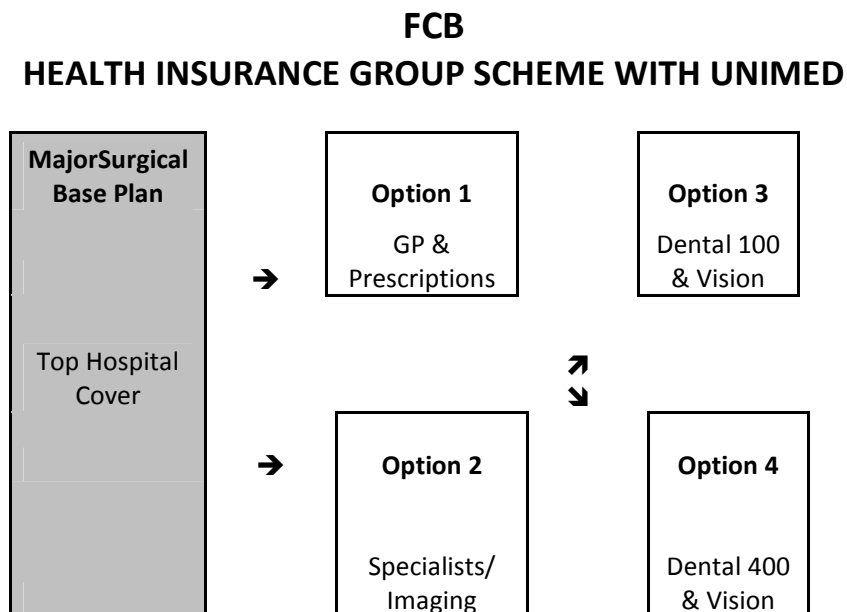 FCB
HEALTH INSURANCE GROUP SCHEME WITH UNIMED
MajorSurgical
Base Plan
Top Hospital
Cover
➔
➔
Option 1
GP &
Prescriptions
Option 2
Specialists/
Imaging
➔
➔
Option 3
Dental 100
& Vision
Option 4
Dental 400
& Vision